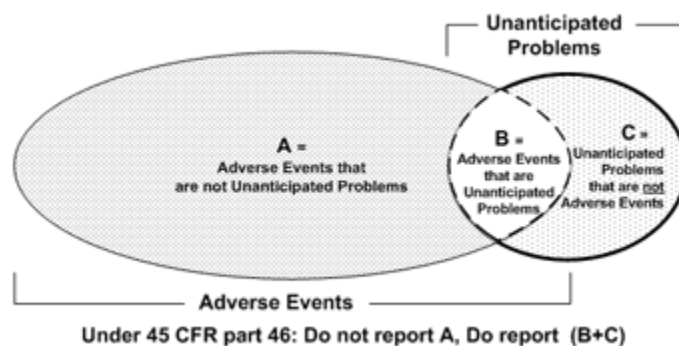 Unanticipated
Problems
A =
Adverse Events that
are not Unanticipated Problems
B =
Adverse Events
that are
Unanticipated
Problems
C =
Unanticipated
Problems
that are not
Adverse Events
Adverse Events
Under 45 CFR part 46: Do not report A, Do report (B+C)